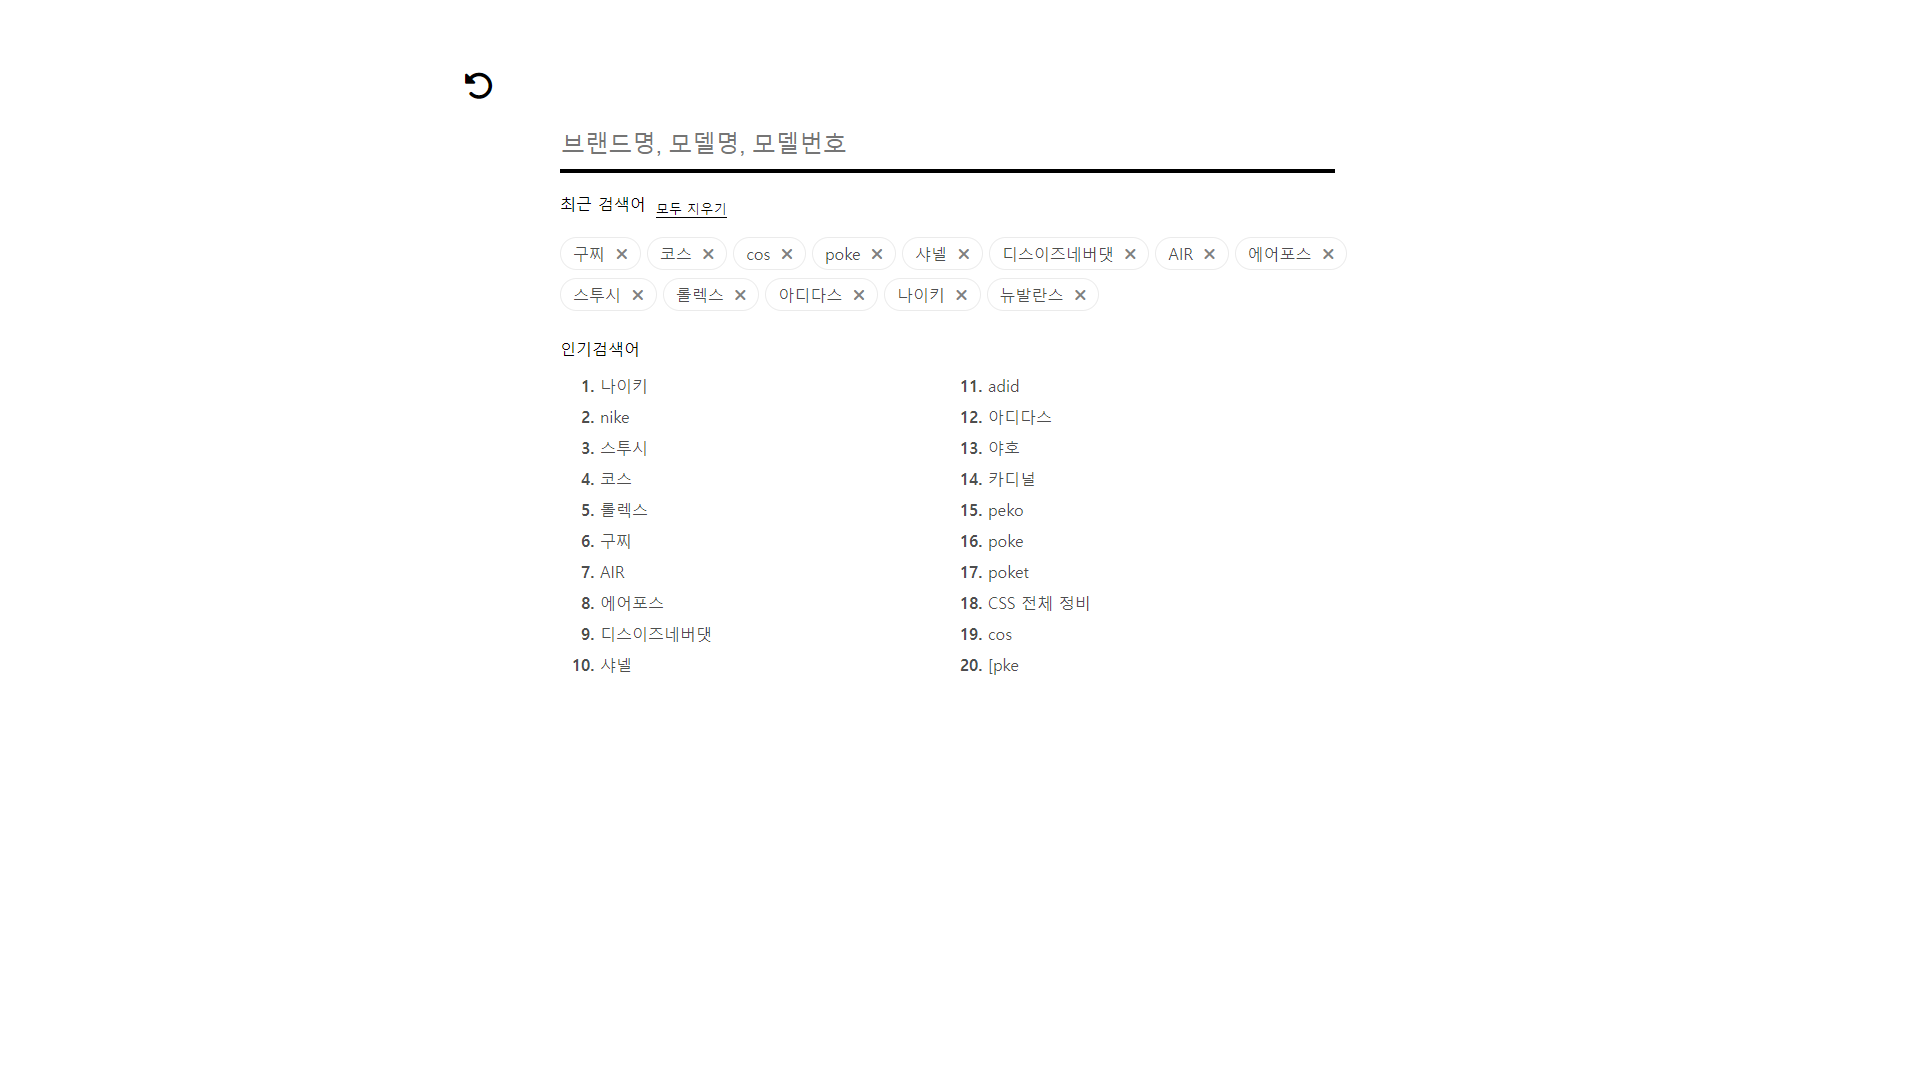 브랜드명, 모델명, 모델번호
최근 검색어 모두 지우기
구찌 코스 cos poke 샤넬 디스이즈네버댓 AIR 에어포스
스투시 롤렉스 아디다스 나이키 뉴발란스
인기검색어
1. 나이키
2. nike
3. 스투시
4. 코스
5. 롤렉스
6. 구찌
7. AIR
8. 에어포스
9. 디스이즈네버댓
10. 샤넬
11. adid
12. 아디다스
13. 야호
14. 카디널
15. peko
16. poke
17. poket
18. CSS 전체 정비
19. cos
20. [pke